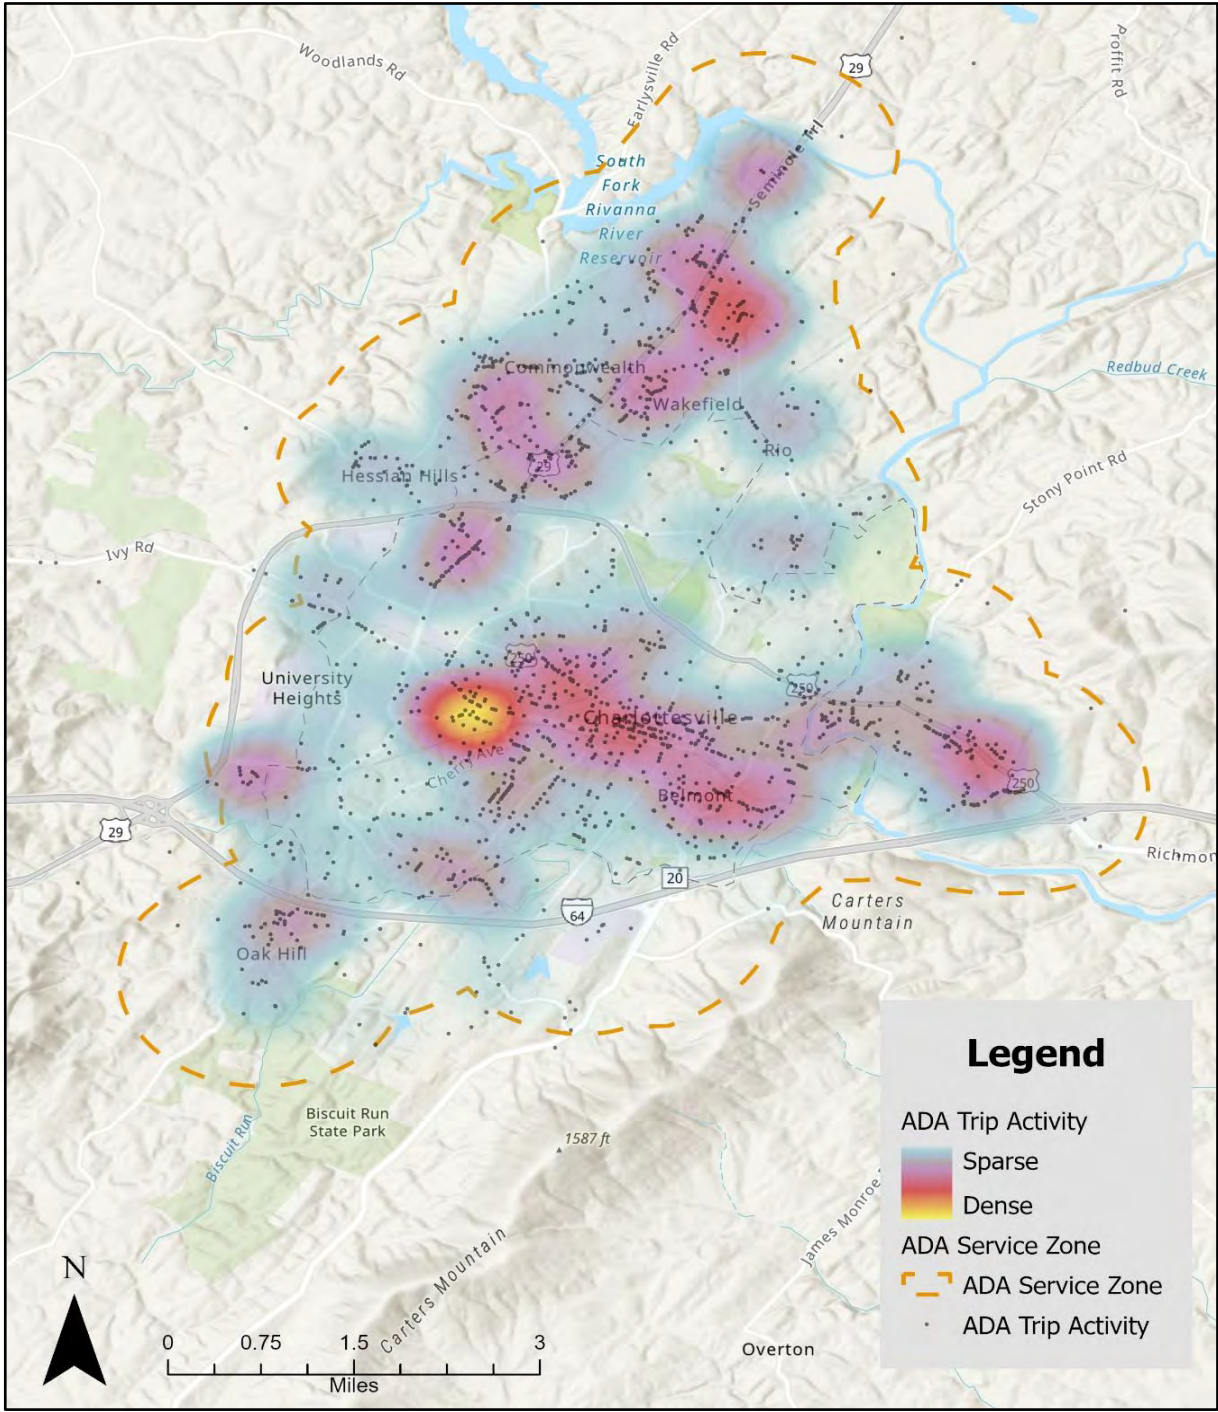 Woodlands Rd
Earlysville Rd
29
Proffit Rd
Seminole Trl
South
Fork
Rivanna
River
Reservoir
Redbud Creek
Commonwealth
Wakefield
Rio
29
Hessian Hills
Stony Point Rd
Ivy Rd
250
University
Heights
250
Charlottesville
Cherry Ave
Belmont
250
29
20
Richmon
64
Carters
Mountain
Oak Hill
Biscuit Run
State Park
Biscuit Run
1587 ft
Carters Mountain
James Monroe
Overton
Legend
ADA Trip Activity
Sparse
Dense
ADA Service Zone
ADA Service Zone
ADA Trip Activity
N
0 0.75 1.5 3
Miles